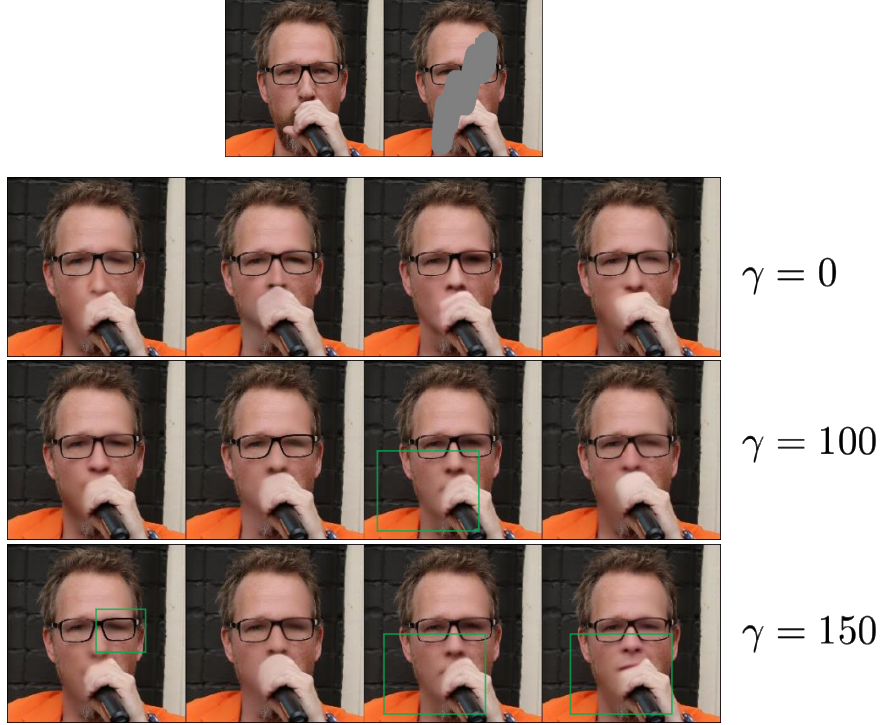 γ = 0
γ = 100
γ = 150